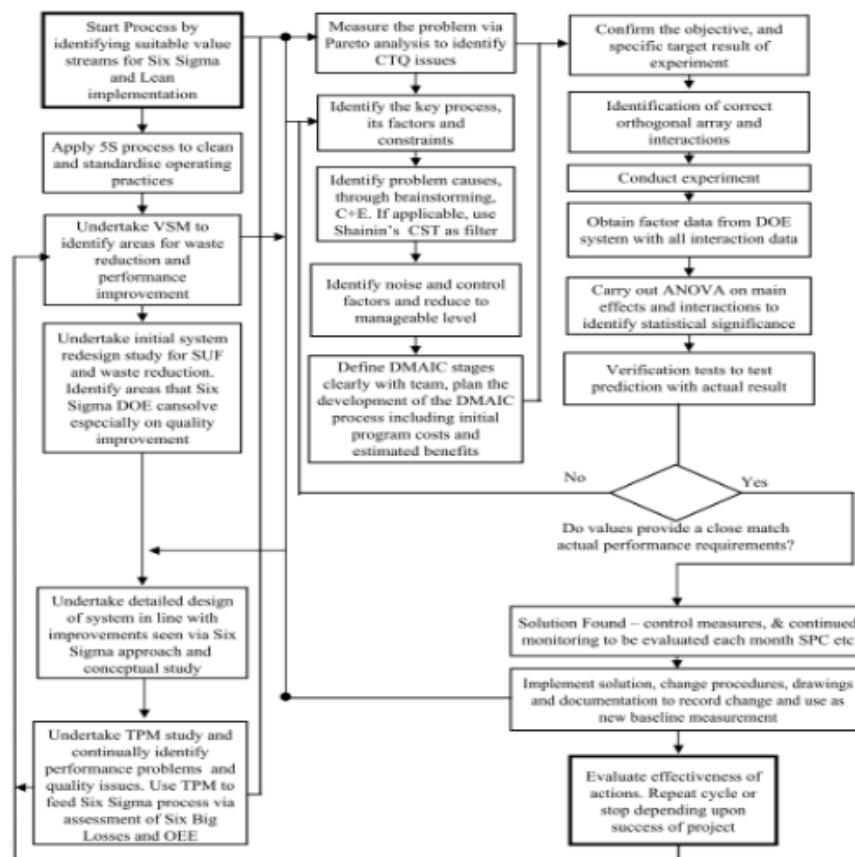 Start Process by
identifying suitable value
streams for Six Sigma
and Lean
implementation
Apply 5S process to clean
and standardise operating
practices
Undertake VSM to
identify areas for waste
reduction and
performance
improvement
Undertake initial system
redesign study for SUF
and waste reduction.
Identify areas that Six
Sigma DOE cansolve
especially on quality
improvement
Undertake detailed design
of system in line with
improvements seen via Six
Sigma approach and
conceptual study
Undertake TPM study and
continually identify
performance problems and
quality issues. Use TPM to
feed Six Sigma process via
assessment of Six Big
Losses and OEE
Measure the problem via
Pareto analysis to identify
CTQ issues
Identify the key process,
its factors and
constraints
Identify problem causes,
through brainstorming,
C+E. If applicable, use
Shainin's CST as filter
Identify noise and control
factors and reduce to
manageable level
Define DMAIC stages
clearly with team, plan the
development of the DMAIC
process including initial
program costs and
estimated benefits
Confirm the objective, and
specific target result of
experiment
Identification of correct
orthogonal array and
interactions
Conduct experiment
Obtain factor data from DOE
system with all interaction
data
Carry out ANOVA on main
effects and interactions to
identify statistical significance
Verification tests to test
prediction with actual result
No
Yes
Do values provide a close match
actual performance requirements?
Solution Found – control measures, & continued
monitoring to be evaluated each month SPC etc
Implement solution, change procedures, drawings
and documentation to record change and use as
new baseline measurement
Evaluate effectiveness of
actions. Repeat cycle or
stop depending upon
success of project